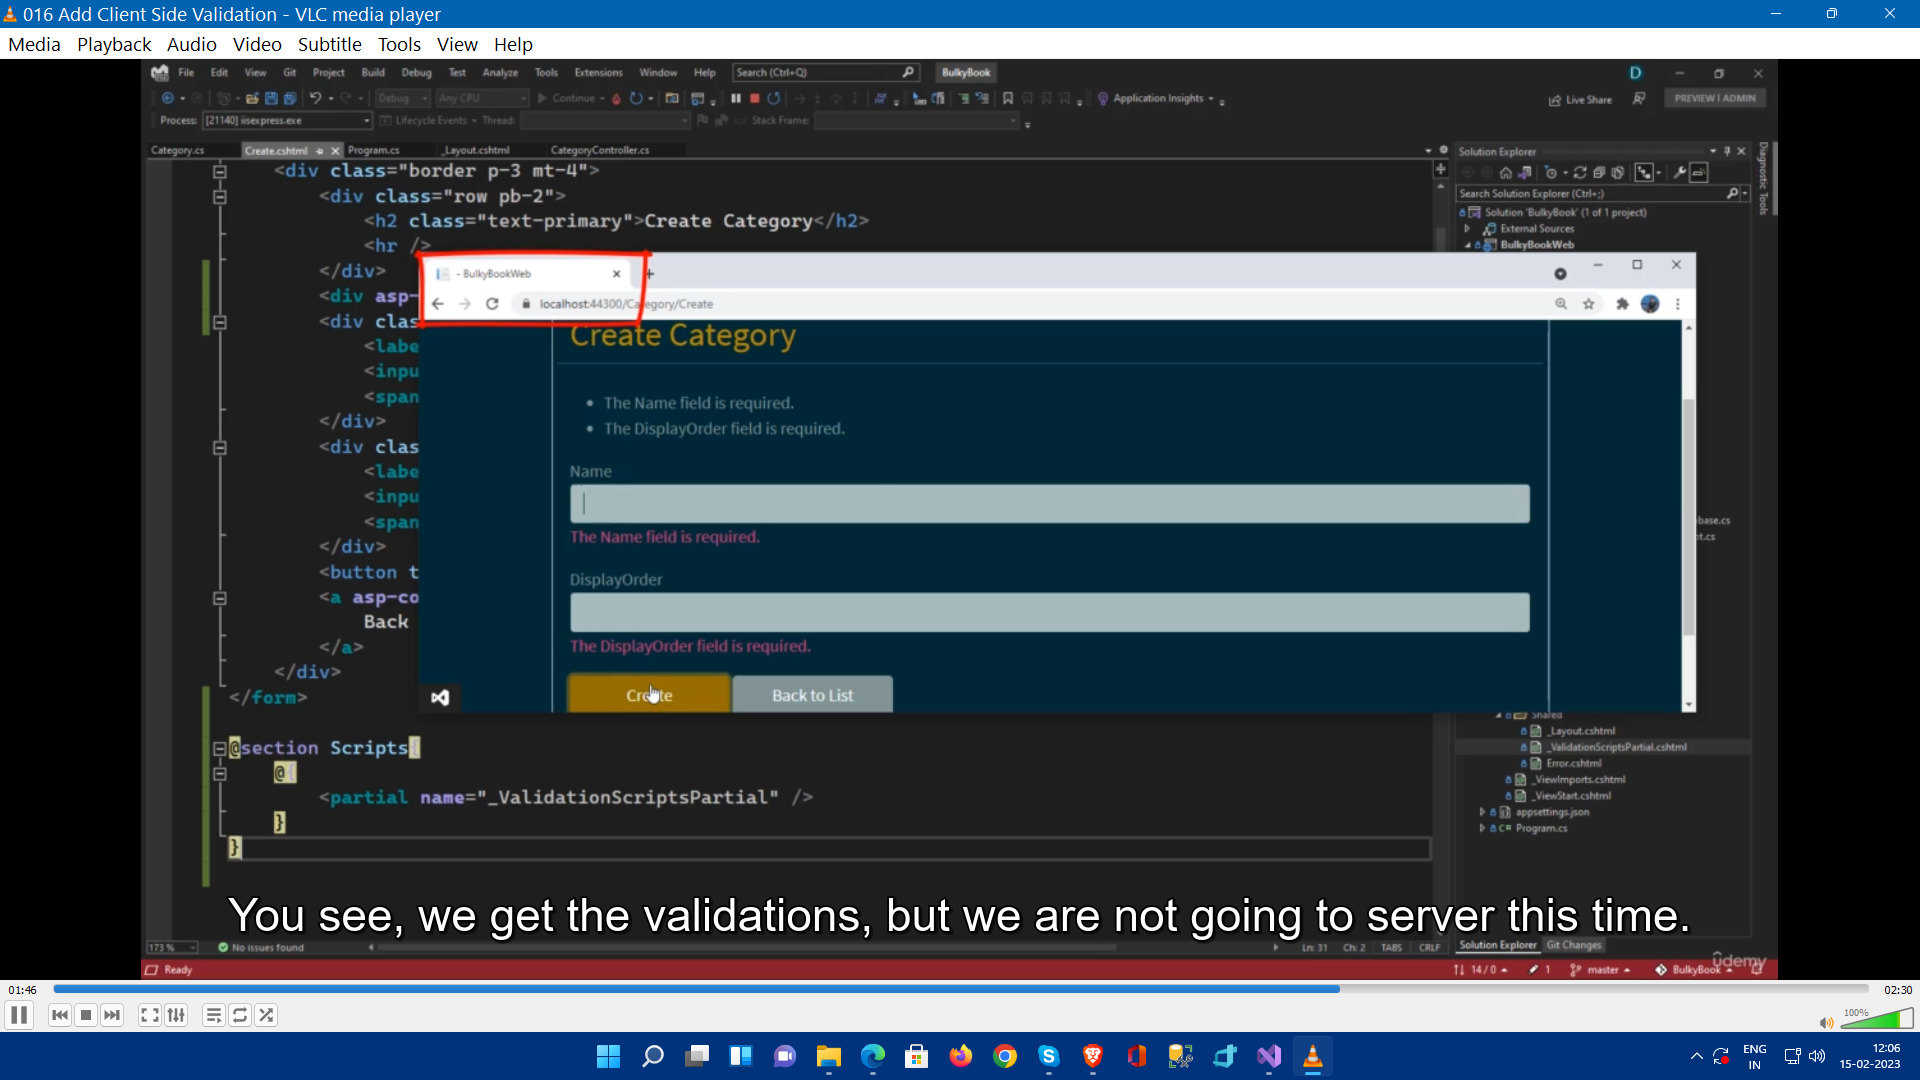 016 Add Client Side Validation - VLC media player
Media Playback Audio Video Subtitle Tools View Help
File Edit View Git Project Build Debug Test Analyze Tools Extensions Window Help Search (Ctrl+Q) BulkyBook D
Debug Any CPU Continue Application Insights Live Share PREVIEW | ADMIN
Process: [21140] iisexpress.exe Lifecycle Events Thread: Stack Frame:
Category.cs Create.cshtml Program.cs _Layout.cshtml CategoryController.cs
<div class="border p-3 mt-4">
<div class="row pb-2">
<h2 class="text-primary">Create Category</h2>
<hr />
</div>
<div asp-
<div clas
<labe
<inpu
<span
</div>
<div clas
<labe
<inpu
<span
</div>
<button t
<a asp-co
Back
</a>
</div>
</form>
@section Scripts{
@{
<partial name="_ValidationScriptsPartial" />
}
}
- BulkyBookWeb
localhost:44300/Category/Create
Create Category
• The Name field is required.
• The DisplayOrder field is required.
Name
The Name field is required.
DisplayOrder
The DisplayOrder field is required.
Create Back to List
Solution Explorer
Search Solution Explorer (Ctrl+;)
Solution 'BulkyBook' (1 of 1 project)
External Sources
BulkyBookWeb
base.cs
ot.cs
Shared
_Layout.cshtml
_ValidationScriptsPartial.cshtml
Error.cshtml
_ViewImports.cshtml
_ViewStart.cshtml
appsettings.json
C# Program.cs
Diagnostic Tools
You see, we get the validations, but we are not going to server this time.
173 % No issues found Ln: 31 Ch: 2 TABS CRLF Solution Explorer Git Changes
Ready 14 / 0 1 master BulkyBook
ûdemy
01:46 02:30
100%
ENG
IN
12:06
15-02-2023